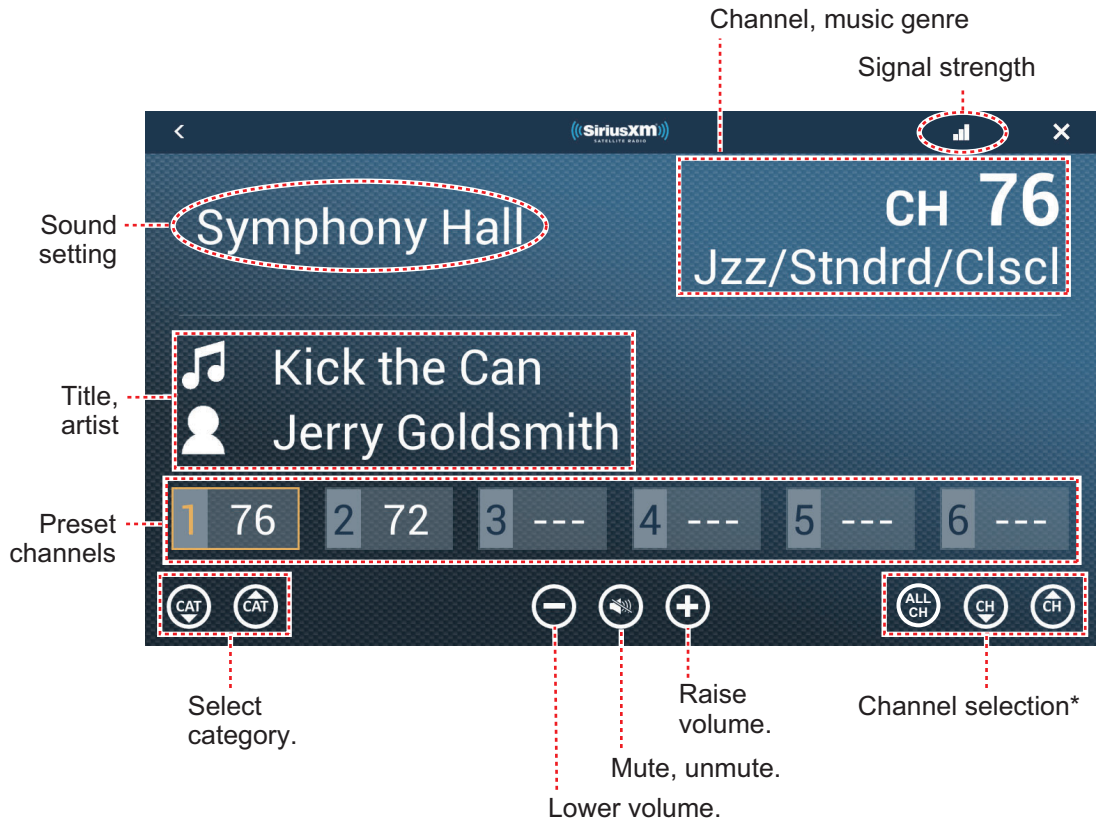 Channel, music genre
Signal strength
SiriusXM
SATELLITE RADIO
Sound
setting
Symphony Hall
CH 76
Jzz/Stndrd/Clscl
Title,
artist
Kick the Can
Jerry Goldsmith
Preset
channels
1 76
2 72
3 ---
4 ---
5 ---
6 ---
CAT
CAT
ALL
CH
CH
CH
Select
category.
Raise
volume.
Channel selection*
Mute, unmute.
Lower volume.